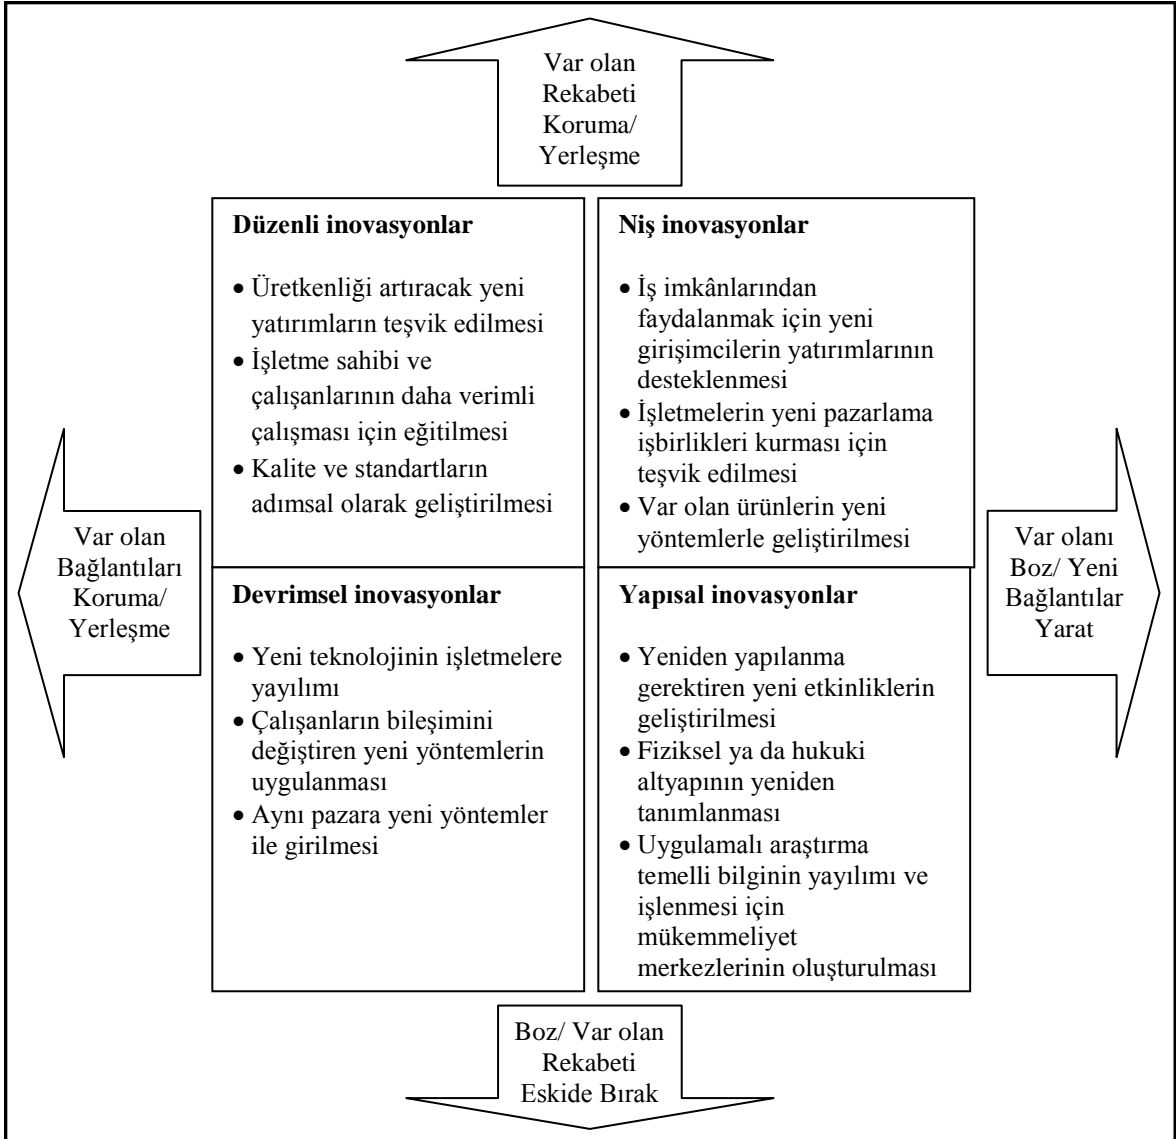 Var olan
Rekabeti
Koruma/
Yerleşme
Düzenli inovasyonlar
• Üretkenliği artıracak yeni
yatırımların teşvik edilmesi
• İşletme sahibi ve
çalışanlarının daha verimli
çalışması için eğitilmesi
• Kalite ve standartların
adımsal olarak geliştirilmesi
Niş inovasyonlar
• İş imkânlarından
faydalanmak için yeni
girişimcilerin yatırımlarının
desteklenmesi
• İşletmelerin yeni pazarlama
işbirlikleri kurması için
teşvik edilmesi
• Var olan ürünlerin yeni
yöntemlerle geliştirilmesi
Var olan
Bağlantıları
Koruma/
Yerleşme
Var olanı
Boz/ Yeni
Bağlantılar
Yarat
Devrimsel inovasyonlar
• Yeni teknolojinin işletmelere
yayılımı
• Çalışanların bileşimini
değiştiren yeni yöntemlerin
uygulanması
• Aynı pazara yeni yöntemler
ile girilmesi
Yapısal inovasyonlar
• Yeniden yapılanma
gerektiren yeni etkinliklerin
geliştirilmesi
• Fiziksel ya da hukuki
altyapının yeniden
tanımlanması
• Uygulamalı araştırma
temelli bilginin yayılımı ve
işlenmesi için
mükemmeliyet
merkezlerinin oluşturulması
Boz/ Var olan
Rekabeti
Eskide Bırak